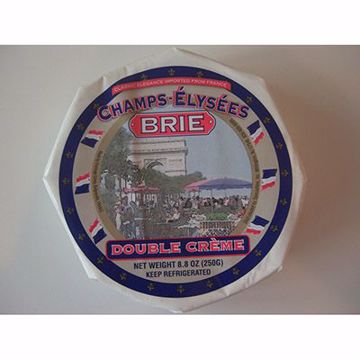 CLASSIC ELEGANCE IMPORTED FROM FRANCE
CHAMPS-ÉLYSÉES
BRIE
DOUBLE CRÈME
NET WEIGHT 8.8 OZ (250G)
KEEP REFRIGERATED